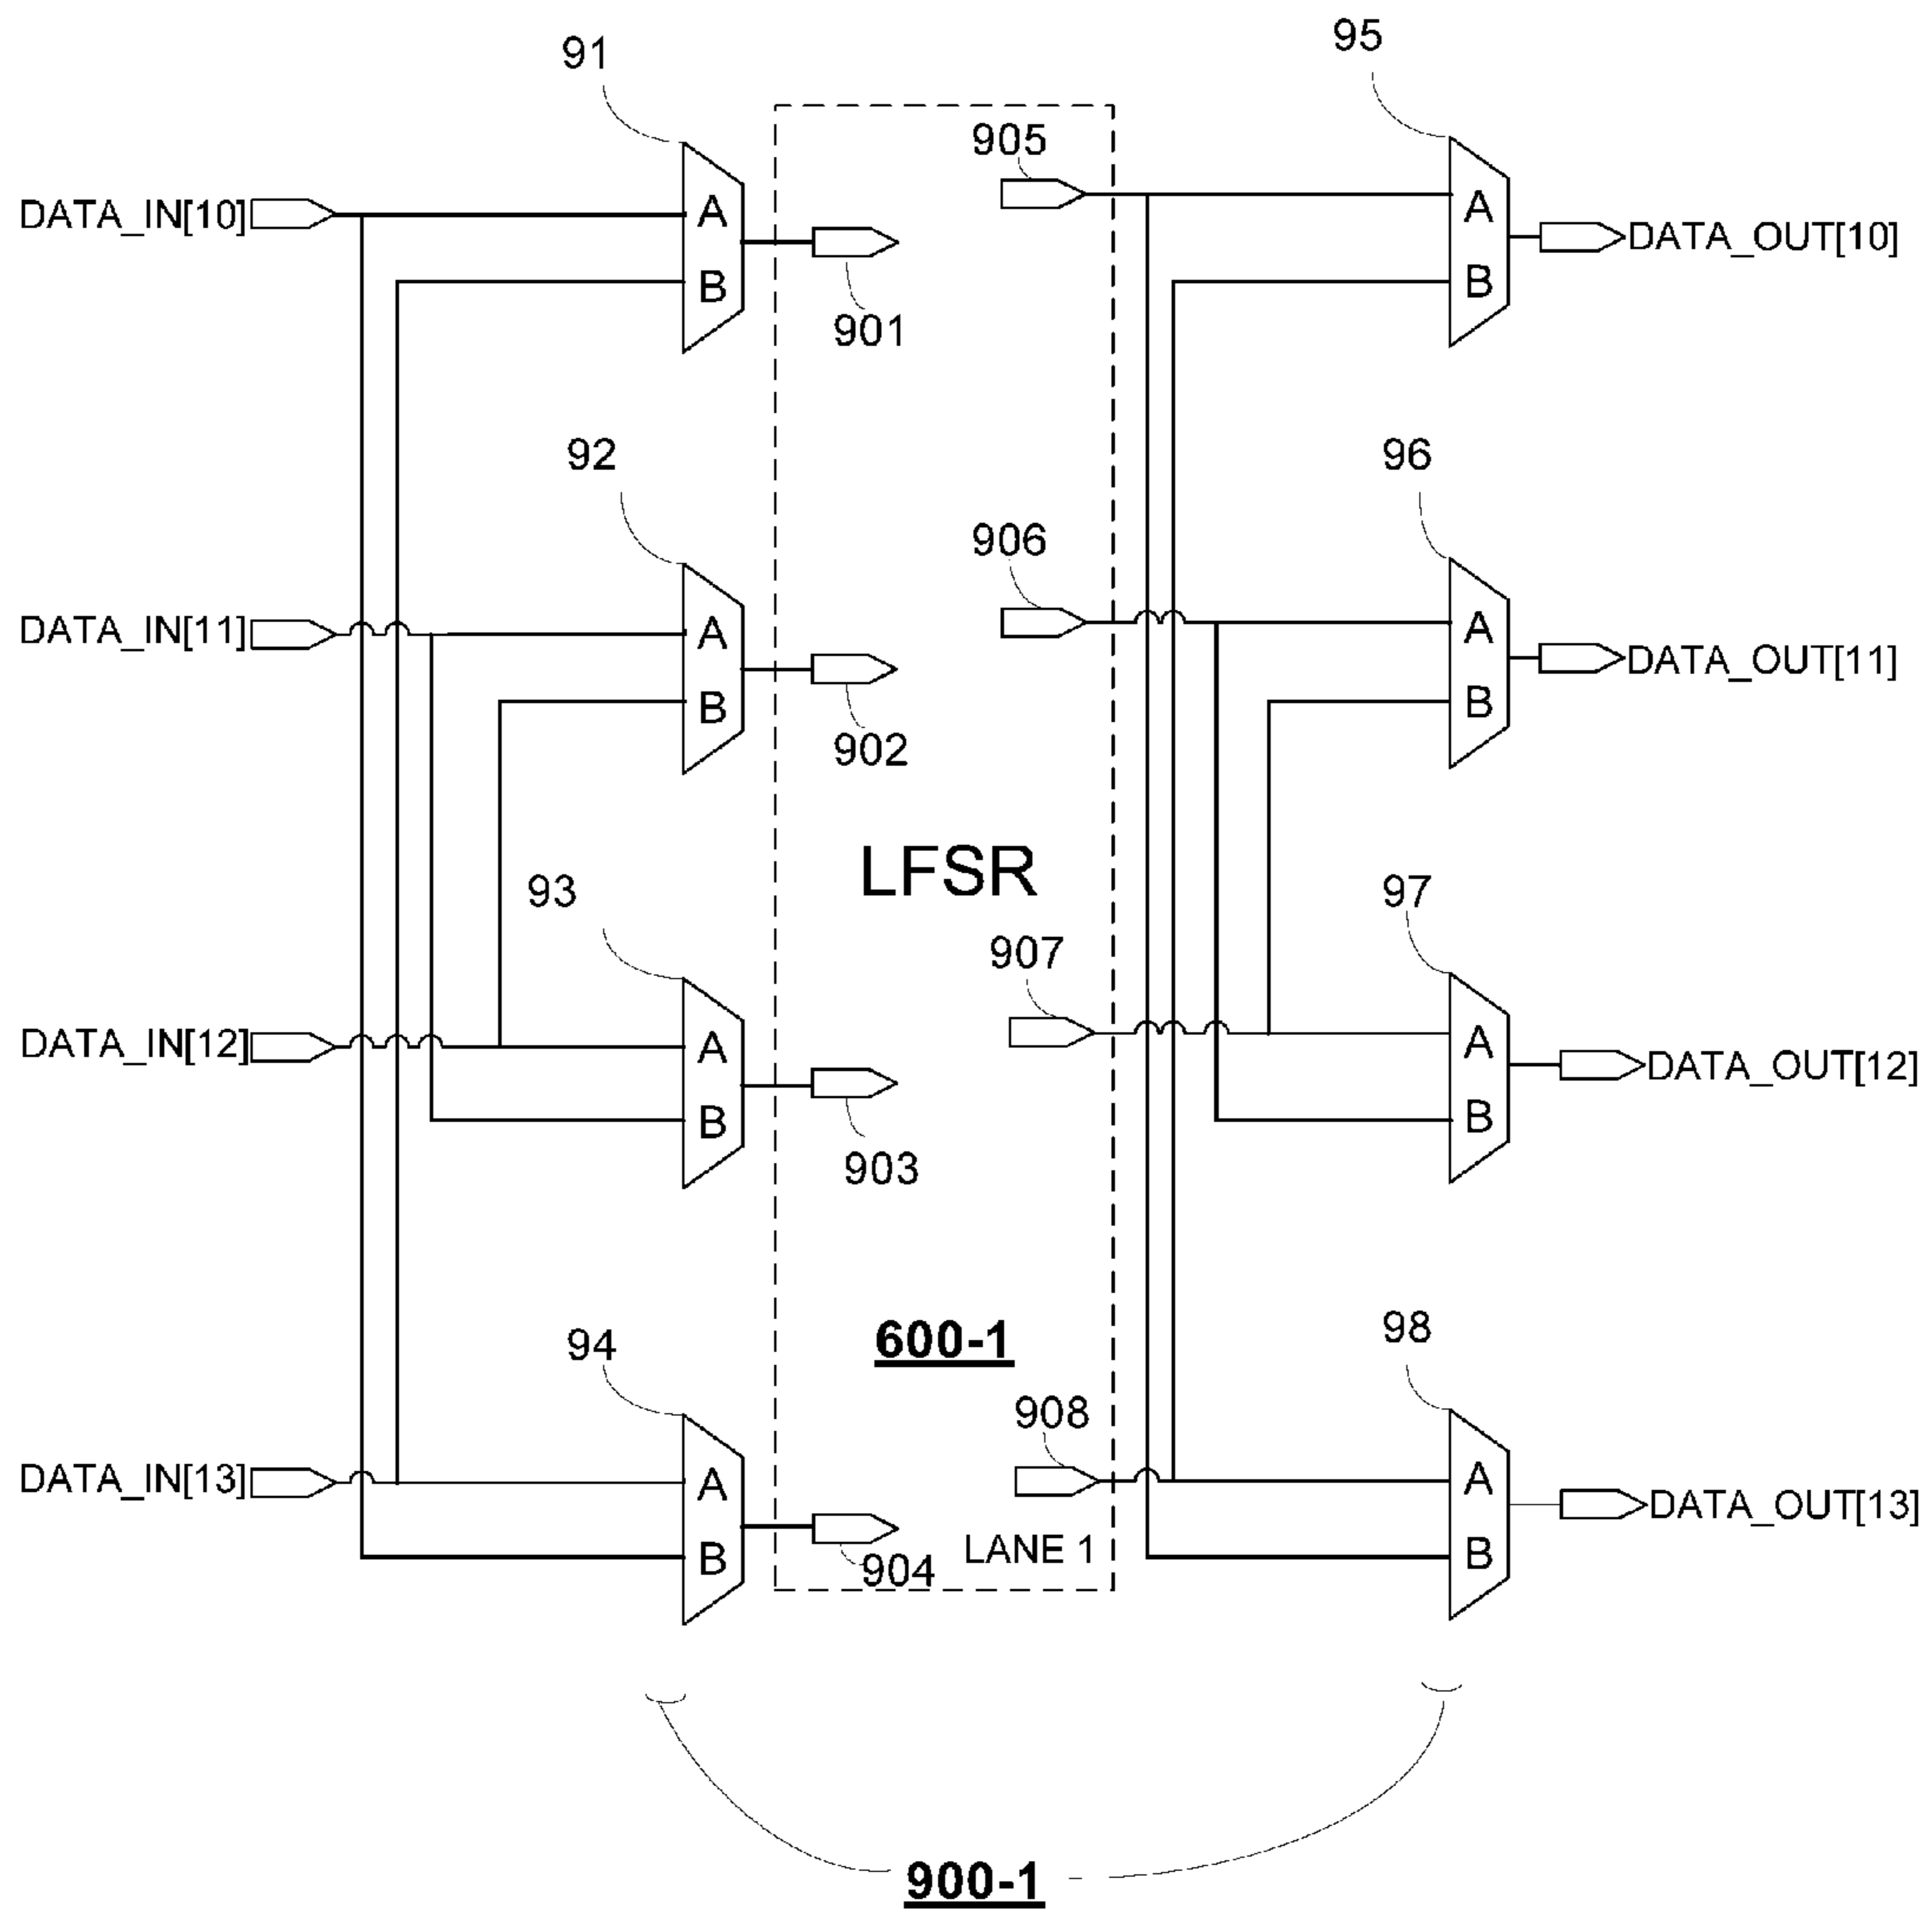 91
95
905
DATA_IN[10]
A
A
DATA_OUT[10]
B
B
901
92
96
906
DATA_IN[11]
A
A
DATA_OUT[11]
B
B
902
LFSR
93
97
907
DATA_IN[12]
A
A
DATA_OUT[12]
B
B
903
600-1
94
98
908
DATA_IN[13]
A
A
DATA_OUT[13]
B
B
LANE 1
904
900-1